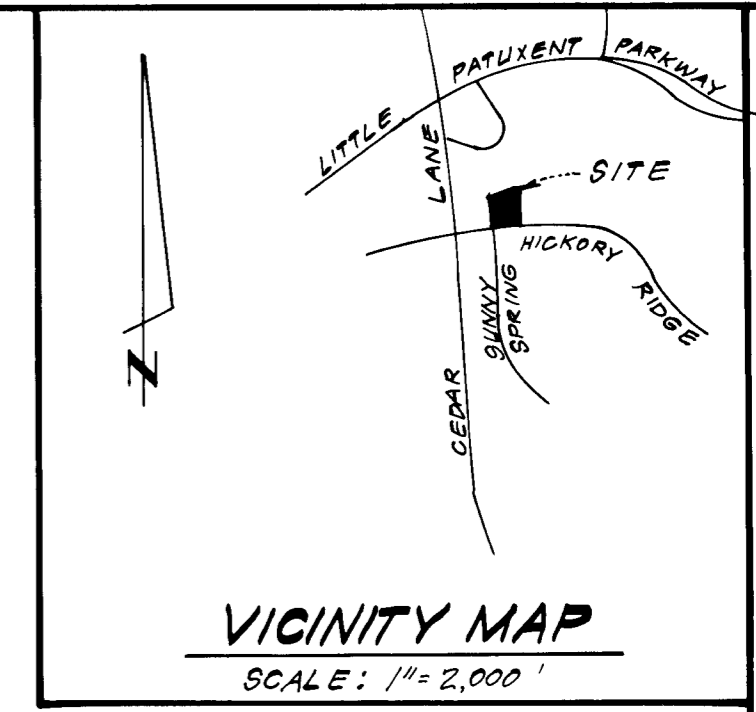 LITTLE PATUXENT PARKWAY
CEDAR LANE
SITE
HICKORY RIDGE
SUNNY SPRING
N
VICINITY MAP
SCALE: 1"= 2,000'